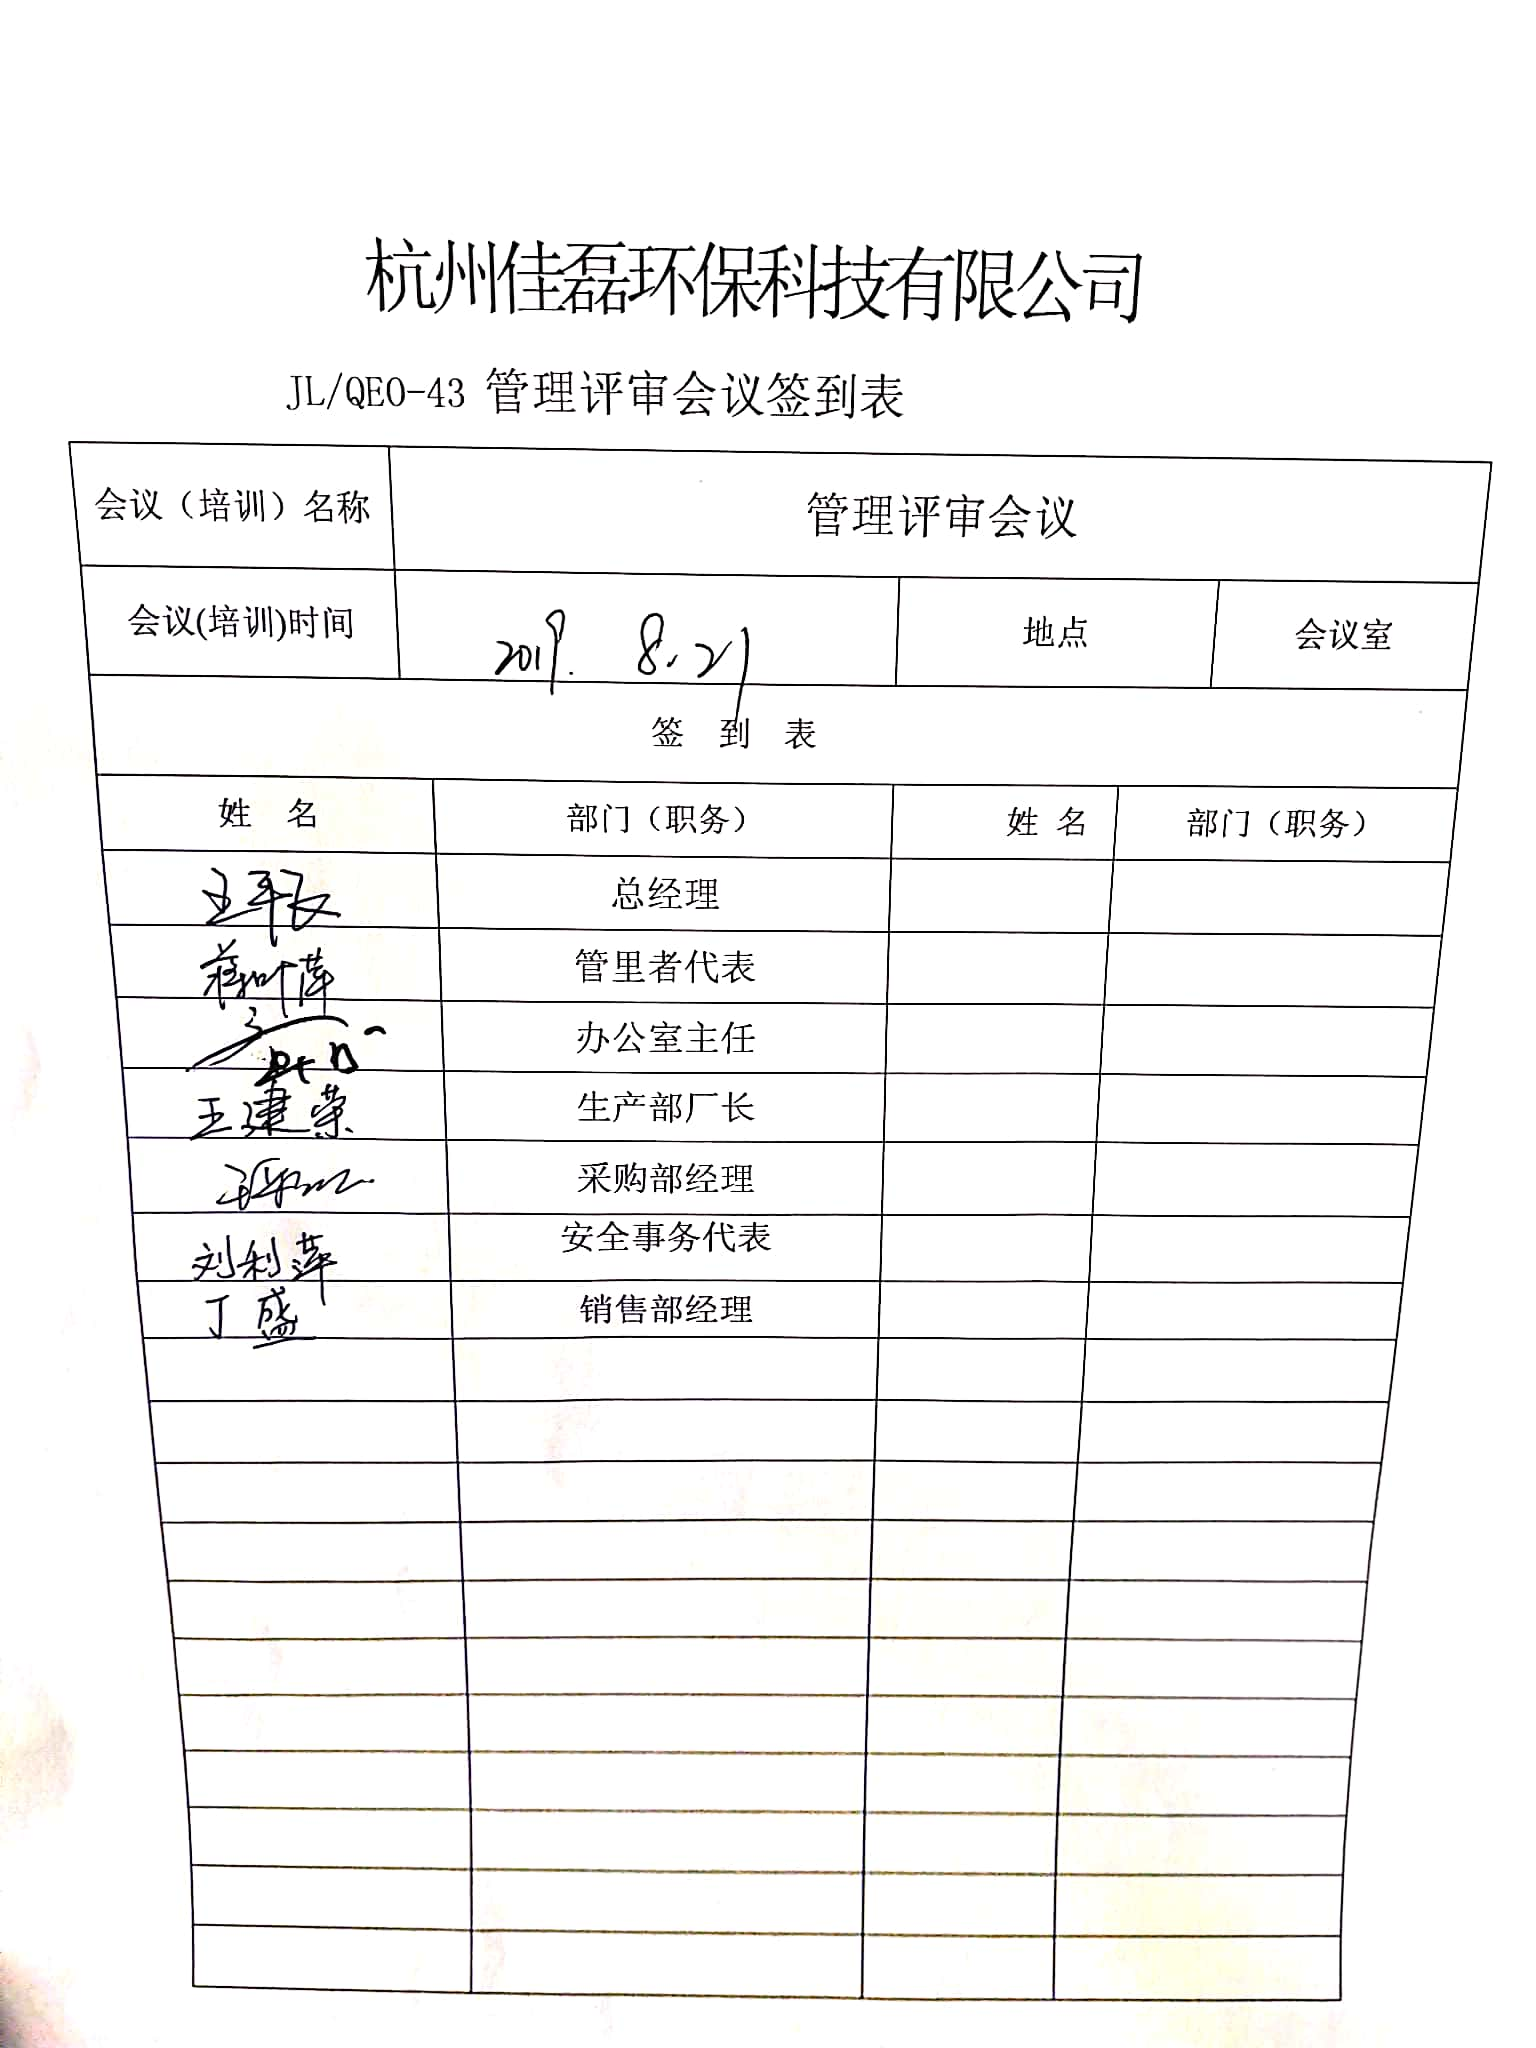 杭州佳磊环保科技有限公司
JL/QEO-43 管理评审会议签到表
会议（培训）名称 管理评审会议
会议(培训)时间 2019. 8.21 地点 会议室
签 到 表
姓 名 部门（职务） 姓 名 部门（职务）
总经理
管里者代表
办公室主任
王建荣 生产部厂长
采购部经理
刘利萍 安全事务代表
丁盛 销售部经理